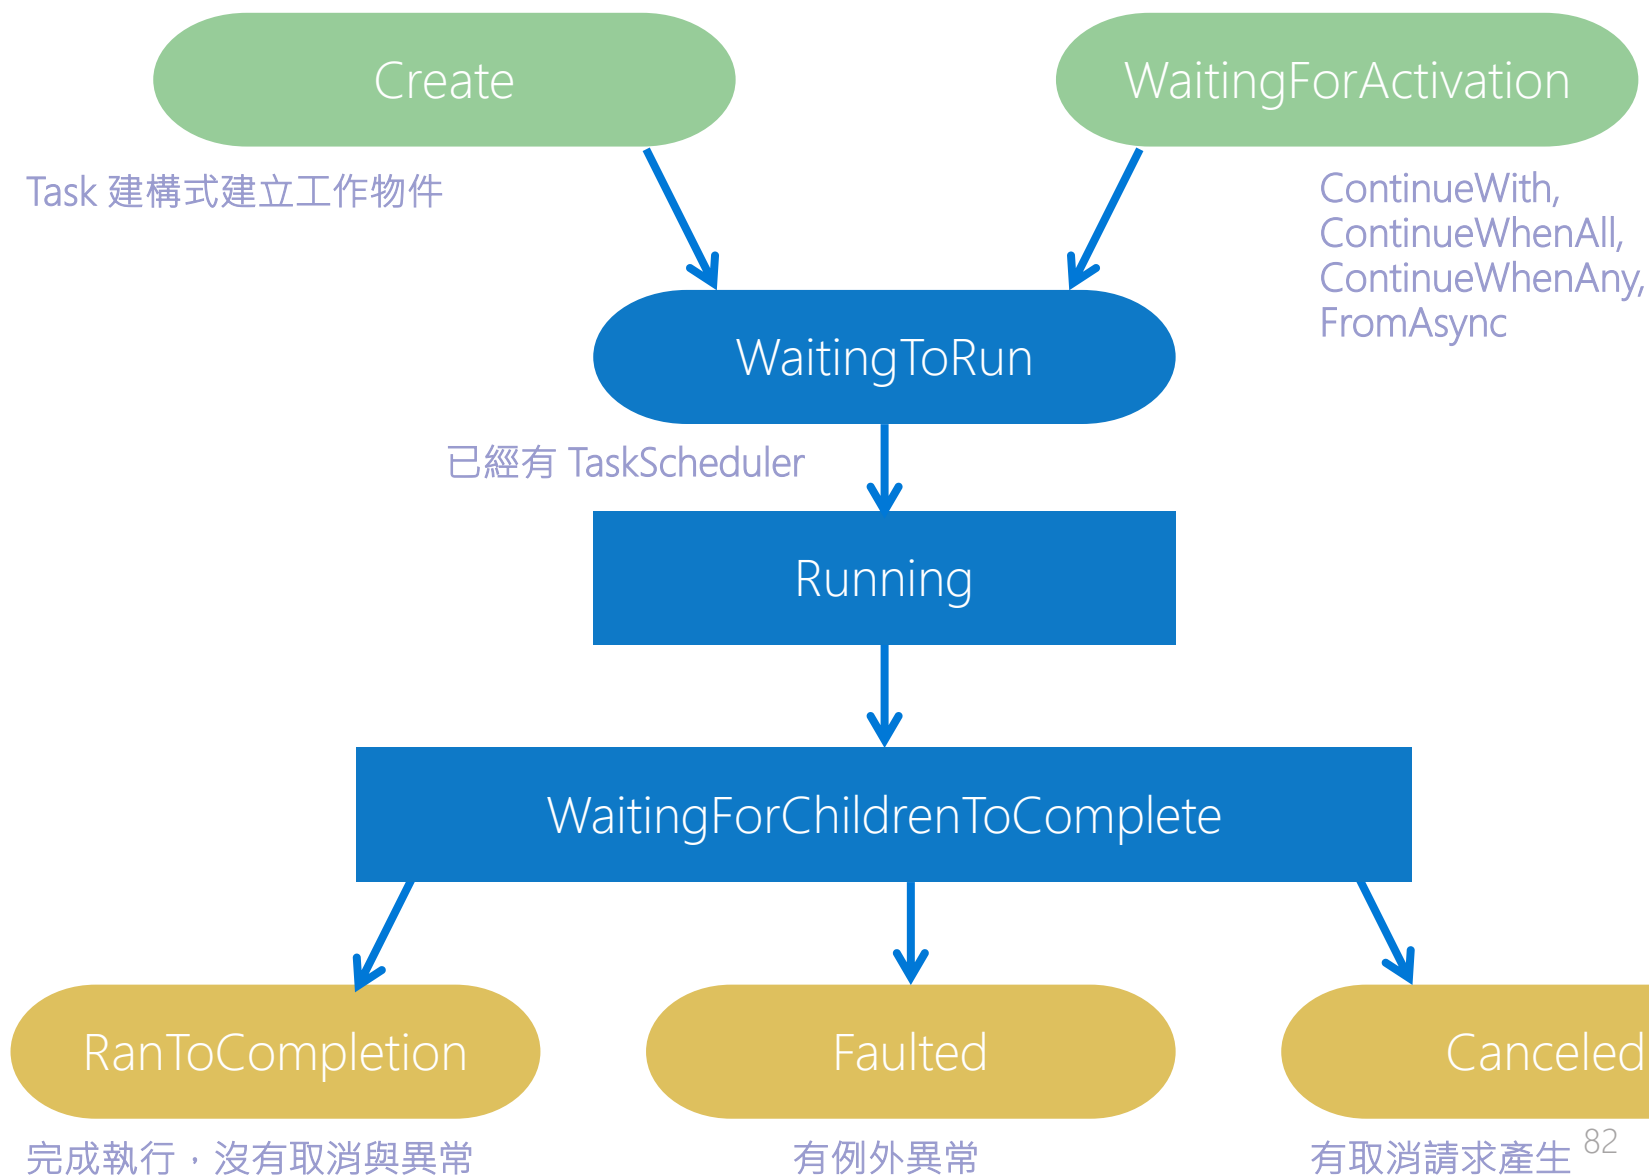 Create
WaitingForActivation
Task 建構式建立工作物件
ContinueWith,
ContinueWhenAll,
ContinueWhenAny,
FromAsync
WaitingToRun
已經有 TaskScheduler
Running
WaitingForChildrenToComplete
RanToCompletion
Faulted
Canceled
完成執行，沒有取消與異常
有例外異常
有取消請求產生
82